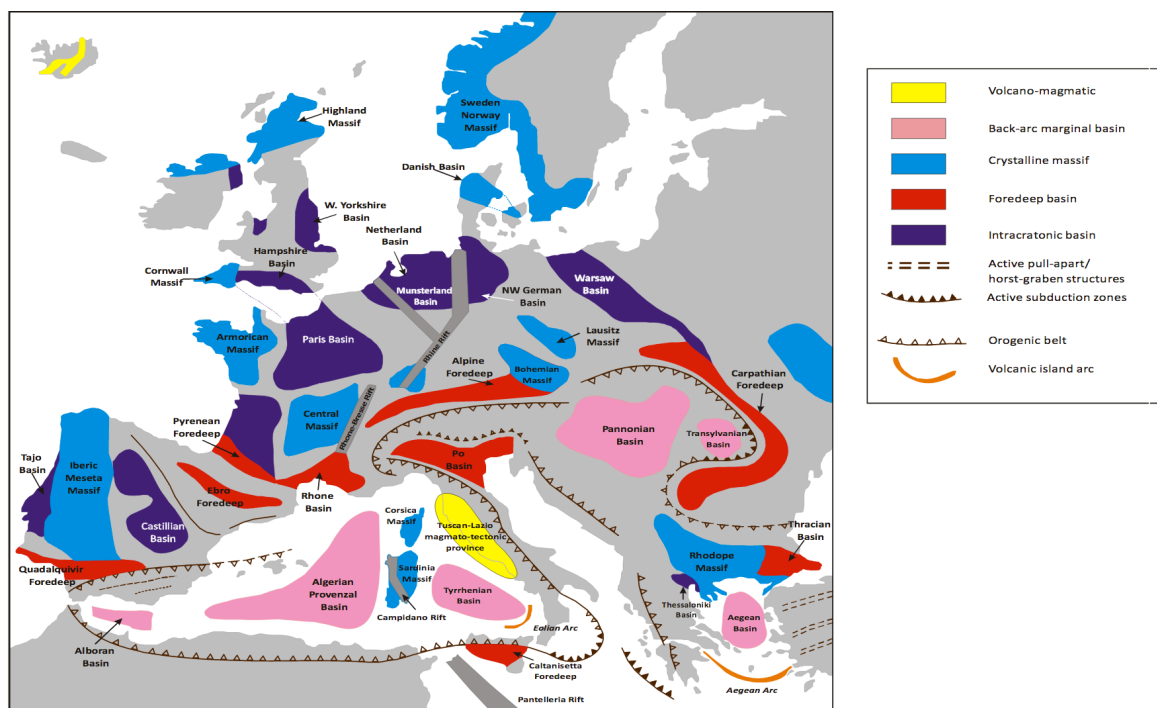 Highland
Massif
Sweden
Norway
Massif
Danish Basin
W. Yorkshire
Basin
Netherland
Basin
Hampshire
Basin
Cornwall
Massif
Munsterland
Basin
NW German
Basin
Warsaw
Basin
Armorican
Massif
Paris Basin
Rhine Rift
Lausitz
Massif
Alpine
Foredeep
Bohemian
Massif
Carpathian
Foredeep
Central
Massif
Rhone-Bresse Rift
Pyrenean
Foredeep
Pannonian
Basin
Transylvanian
Basin
Tajo
Basin
Iberic
Meseta
Massif
Po
Basin
Ebro
Foredeep
Rhone
Basin
Castillian
Basin
Corsica
Massif
Tuscan-Lazio
magmato-tectonic
province
Thracian
Basin
Rhodope
Massif
Quadalquivir
Foredeep
Algerian
Provenzal
Basin
Sardinia
Massif
Tyrrhenian
Basin
Thessaloniki
Basin
Campidano Rift
Eolian Arc
Aegean
Basin
Alboran
Basin
Caltanisetta
Foredeep
Aegean Arc
Pantelleria Rift
Volcano-magmatic
Back-arc marginal basin
Crystalline massif
Foredeep basin
Intracratonic basin
Active pull-apart/
horst-graben structures
Active subduction zones
Orogenic belt
Volcanic island arc